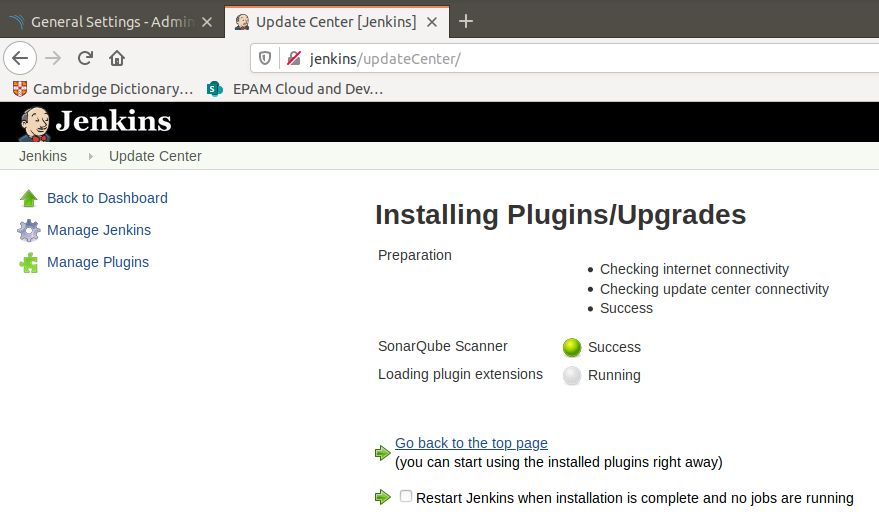 General Settings - Admin
Update Center [Jenkins]
jenkins/updateCenter/
Cambridge Dictionary…
EPAM Cloud and Dev…
Jenkins
Jenkins
Update Center
Back to Dashboard
Manage Jenkins
Manage Plugins
Installing Plugins/Upgrades
Preparation
Checking internet connectivity
Checking update center connectivity
Success
SonarQube Scanner Success
Loading plugin extensions Running
Go back to the top page
(you can start using the installed plugins right away)
Restart Jenkins when installation is complete and no jobs are running